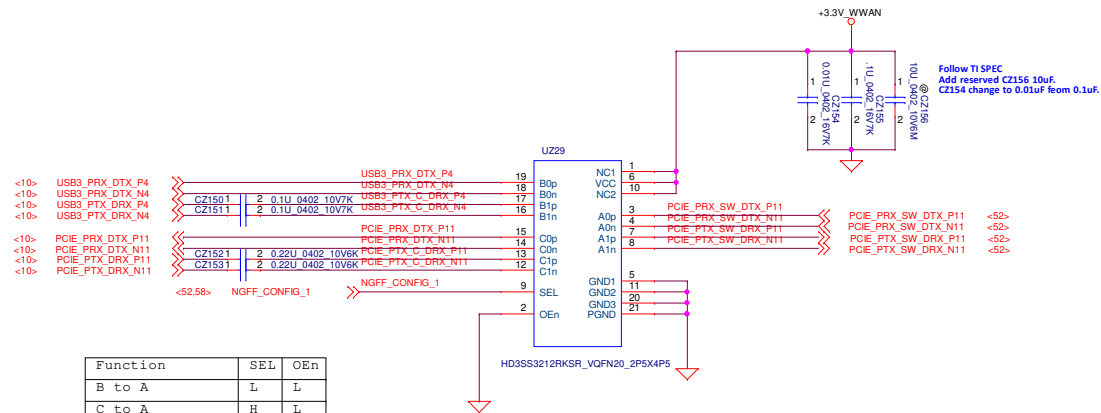 +3.3V_WWAN
1
2
0.01U_0402_16V7K
CZ154
1
2
.1U_0402_16V7K
CZ155
1
2
10U_0402_10V6M
@ CZ156
Follow TI SPEC
Add reserved CZ156 10uF.
CZ154 change to 0.01uF feom 0.1uF.
UZ29
<10> USB3_PRX_DTX_P4 USB3_PRX_DTX_P4 19 B0p
<10> USB3_PRX_DTX_N4 USB3_PRX_DTX_N4 18 B0n
<10> USB3_PTX_DRX_P4 CZ150 1 2 0.1U_0402_10V7K USB3_PTX_C_DRX_P4 17 B1p
<10> USB3_PTX_DRX_N4 CZ151 1 2 0.1U_0402_10V7K USB3_PTX_C_DRX_N4 16 B1n
<10> PCIE_PRX_DTX_P11 PCIE_PRX_DTX_P11 15 C0p
<10> PCIE_PRX_DTX_N11 PCIE_PRX_DTX_N11 14 C0n
<10> PCIE_PTX_DRX_P11 CZ152 1 2 0.22U_0402_10V6K PCIE_PTX_C_DRX_P11 13 C1p
<10> PCIE_PTX_DRX_N11 CZ153 1 2 0.22U_0402_10V6K PCIE_PTX_C_DRX_N11 12 C1n
<52,58> NGFF_CONFIG_1 NGFF_CONFIG_1 9 SEL
2 OEn
NC1 1
VCC 6
NC2 10
A0p 3 PCIE_PRX_SW_DTX_P11 PCIE_PRX_SW_DTX_P11 <52>
A0n 4 PCIE_PRX_SW_DTX_N11 PCIE_PRX_SW_DTX_N11 <52>
A1p 7 PCIE_PTX_SW_DRX_P11 PCIE_PTX_SW_DRX_P11 <52>
A1n 8 PCIE_PTX_SW_DRX_N11 PCIE_PTX_SW_DRX_N11 <52>
GND1 5
GND2 11
GND3 20
PGND 21
HD3SS3212RKSR_VQFN20_2P5X4P5
Function SEL OEn
B to A L L
C to A H L